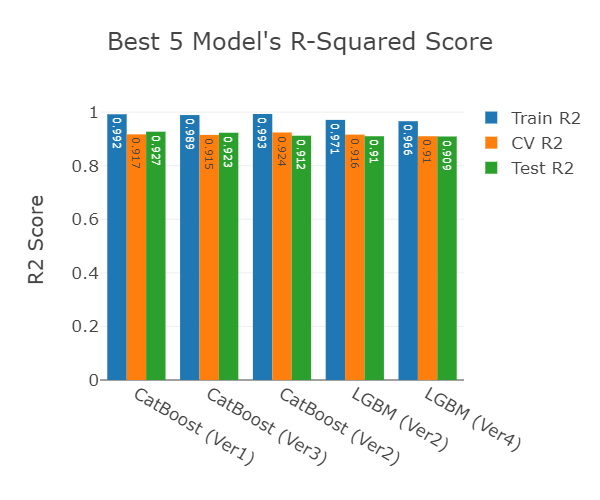 Best 5 Model's R-Squared Score
R2 Score
1
0.8
0.6
0.4
0.2
0
0.992
0.917
0.927
0.989
0.915
0.923
0.993
0.924
0.912
0.971
0.916
0.91
0.966
0.91
0.909
CatBoost (Ver1)
CatBoost (Ver3)
CatBoost (Ver2)
LGBM (Ver2)
LGBM (Ver4)
Train R2
CV R2
Test R2